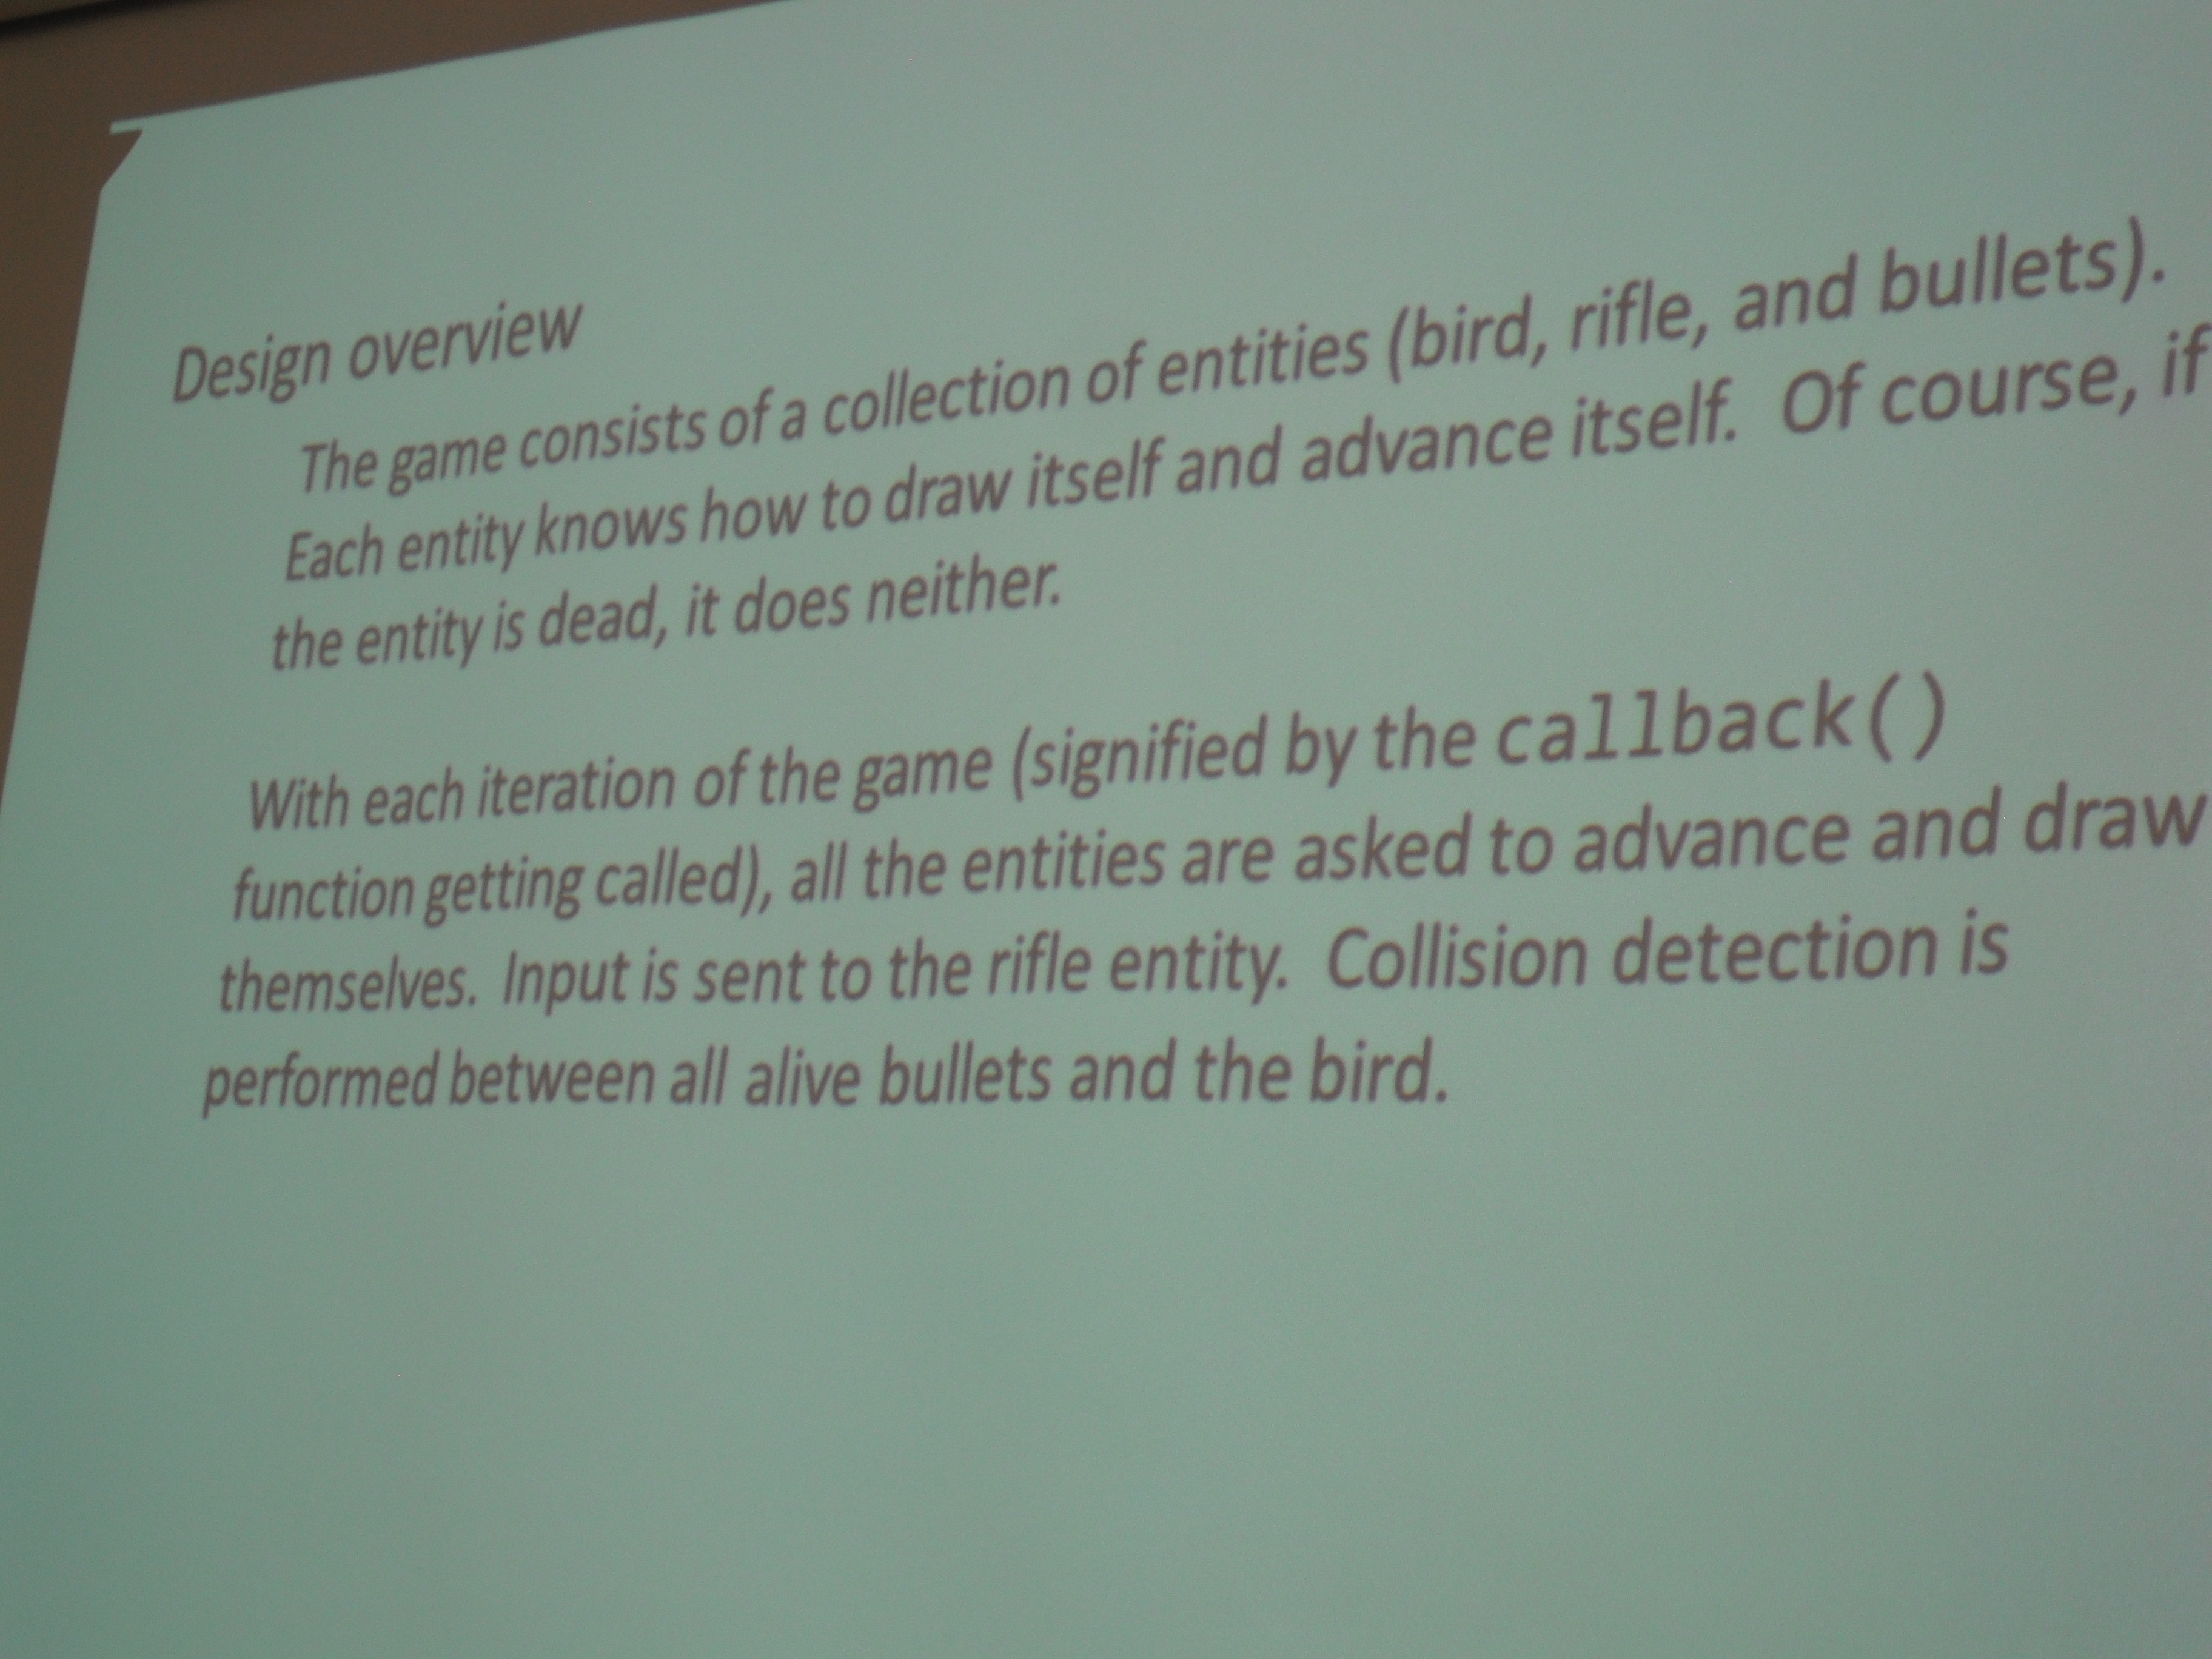 Design overview
The game consists of a collection of entities (bird, rifle, and bullets).
Each entity knows how to draw itself and advance itself. Of course, if
the entity is dead, it does neither.
With each iteration of the game (signified by the callback()
function getting called), all the entities are asked to advance and draw
themselves. Input is sent to the rifle entity. Collision detection is
performed between all alive bullets and the bird.